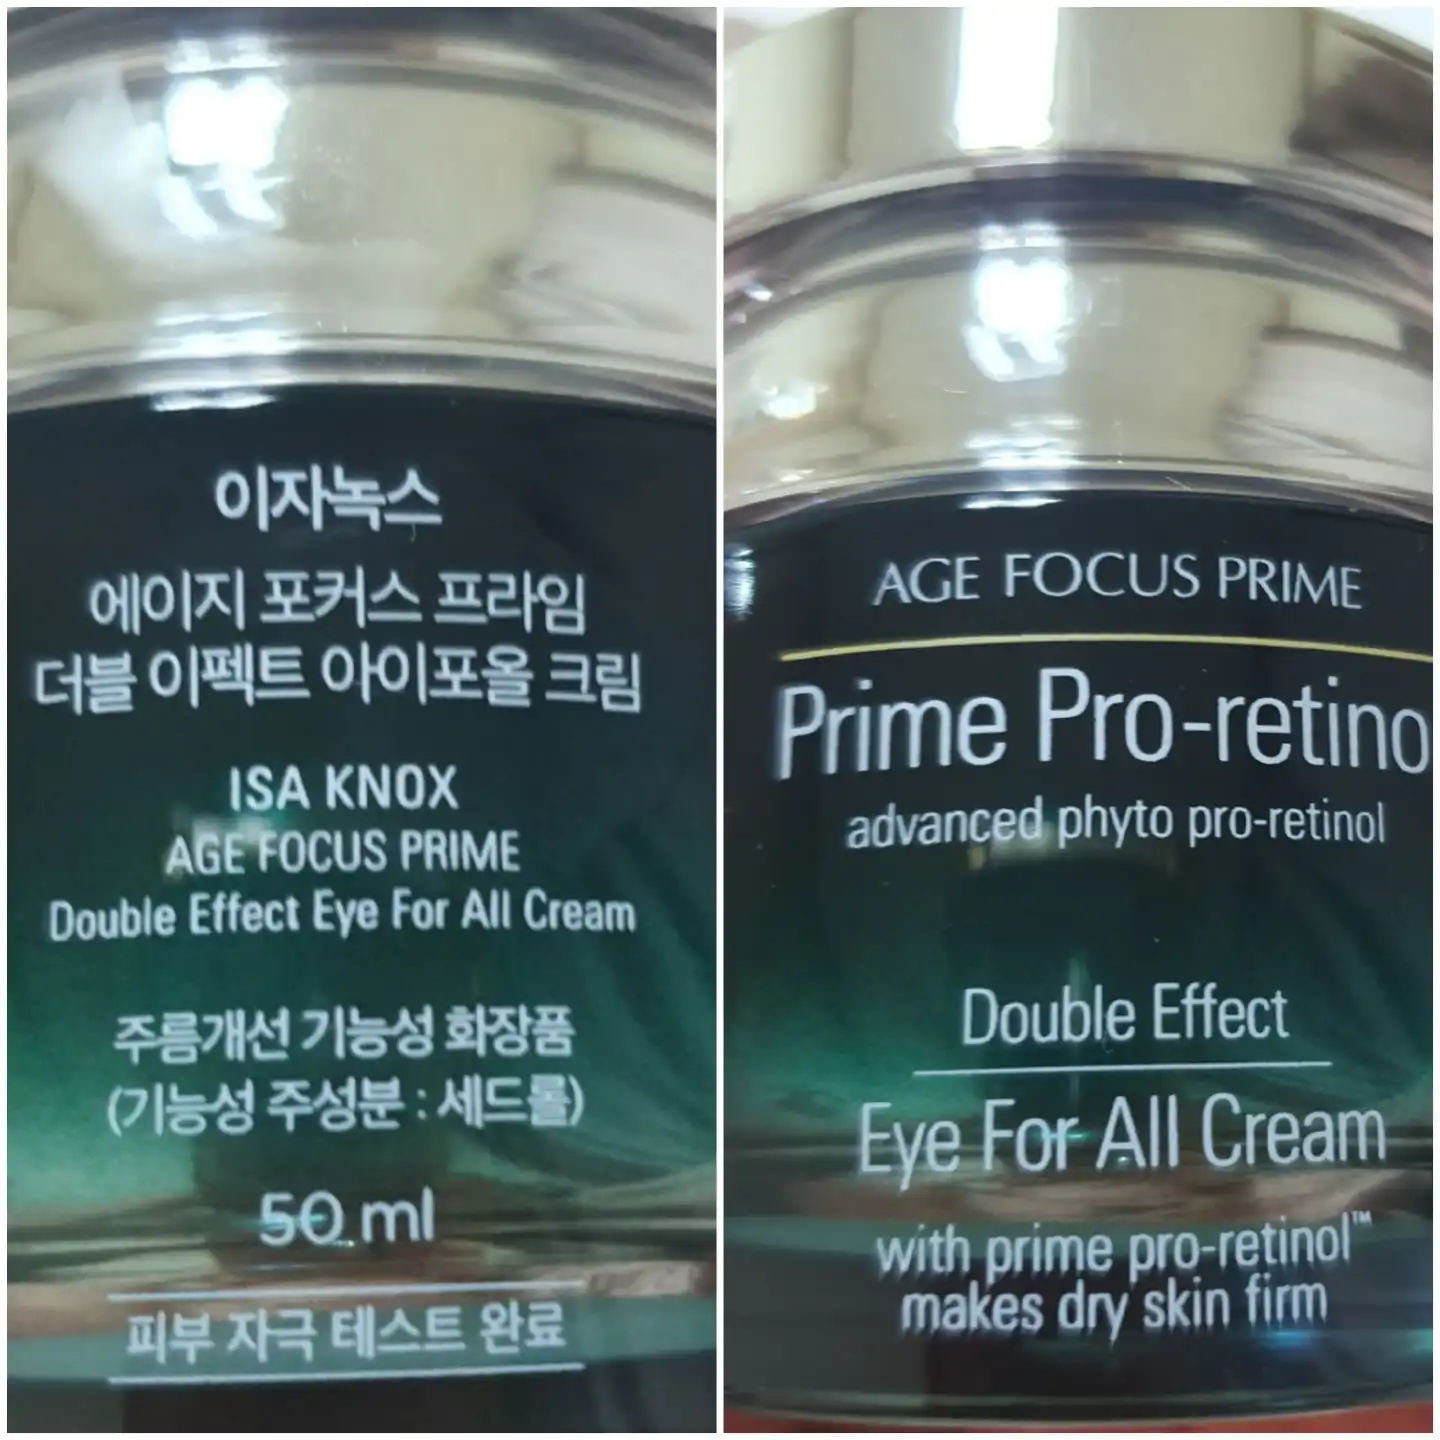 이자녹스
에이지 포커스 프라임
더블 이펙트 아이포올 크림
ISA KNOX
AGE FOCUS PRIME
Double Effect Eye For All Cream
주름개선 기능성 화장품
(기능성 주성분 : 세드롤)
50 ml
피부 자극 테스트 완료
AGE FOCUS PRIME
Prime Pro-retino
advanced phyto pro-retinol
Double Effect
Eye For All Cream
with prime pro-retinol™
makes dry skin firm